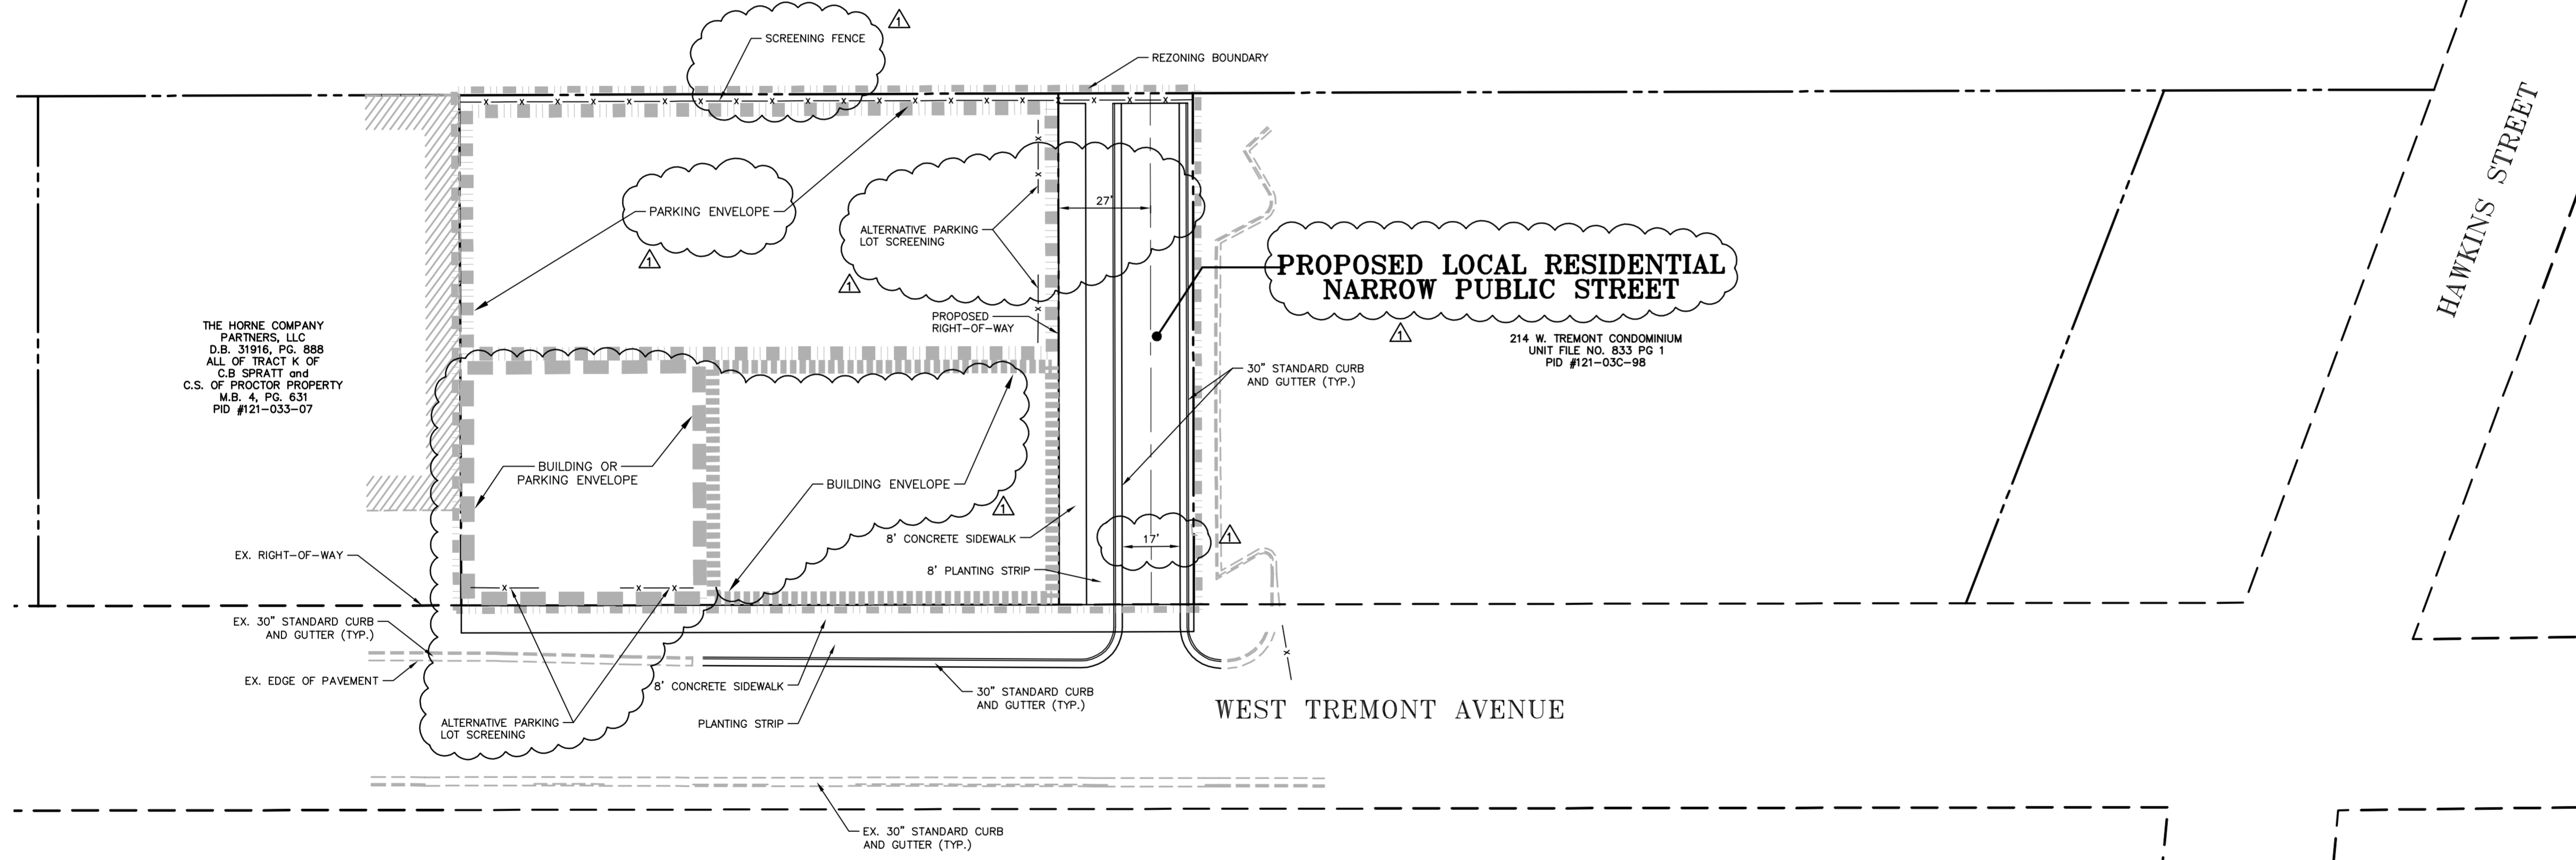 1
SCREENING FENCE
REZONING BOUNDARY
HAWKINS STREET
PARKING ENVELOPE
1
27'
ALTERNATIVE PARKING
LOT SCREENING
1
PROPOSED LOCAL RESIDENTIAL
NARROW PUBLIC STREET
1
PROPOSED
RIGHT-OF-WAY
THE HORNE COMPANY
PARTNERS, LLC
D.B. 31916, PG. 888
ALL OF TRACT K OF
C.B SPRATT and
C.S. OF PROCTOR PROPERTY
M.B. 4, PG. 631
PID #121-033-07
214 W. TREMONT CONDOMINIUM
UNIT FILE NO. 833 PG 1
PID #121-03C-98
30" STANDARD CURB
AND GUTTER (TYP.)
BUILDING OR
PARKING ENVELOPE
BUILDING ENVELOPE
1
8' CONCRETE SIDEWALK
17'
1
EX. RIGHT-OF-WAY
8' PLANTING STRIP
EX. 30" STANDARD CURB
AND GUTTER (TYP.)
EX. EDGE OF PAVEMENT
8' CONCRETE SIDEWALK
30" STANDARD CURB
AND GUTTER (TYP.)
WEST TREMONT AVENUE
ALTERNATIVE PARKING
LOT SCREENING
PLANTING STRIP
EX. 30" STANDARD CURB
AND GUTTER (TYP.)